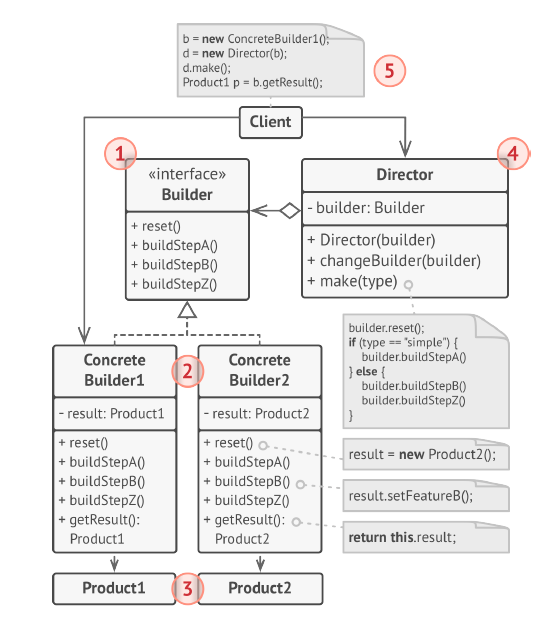 b = new ConcreteBuilder1();
d = new Director(b);
d.make();
Product1 p = b.getResult();
5
Client
1
«interface»
Builder
+ reset()
+ buildStepA()
+ buildStepB()
+ buildStepZ()
4
Director
- builder: Builder
+ Director(builder)
+ changeBuilder(builder)
+ make(type)
builder.reset();
if (type == "simple") {
builder.buildStepA()
} else {
builder.buildStepB()
builder.buildStepZ()
}
2
Concrete
Builder1
- result: Product1
+ reset()
+ buildStepA()
+ buildStepB()
+ buildStepZ()
+ getResult():
Product1
Concrete
Builder2
- result: Product2
+ reset()
+ buildStepA()
+ buildStepB()
+ buildStepZ()
+ getResult():
Product2
result = new Product2();
result.setFeatureB();
return this.result;
3
Product1
Product2